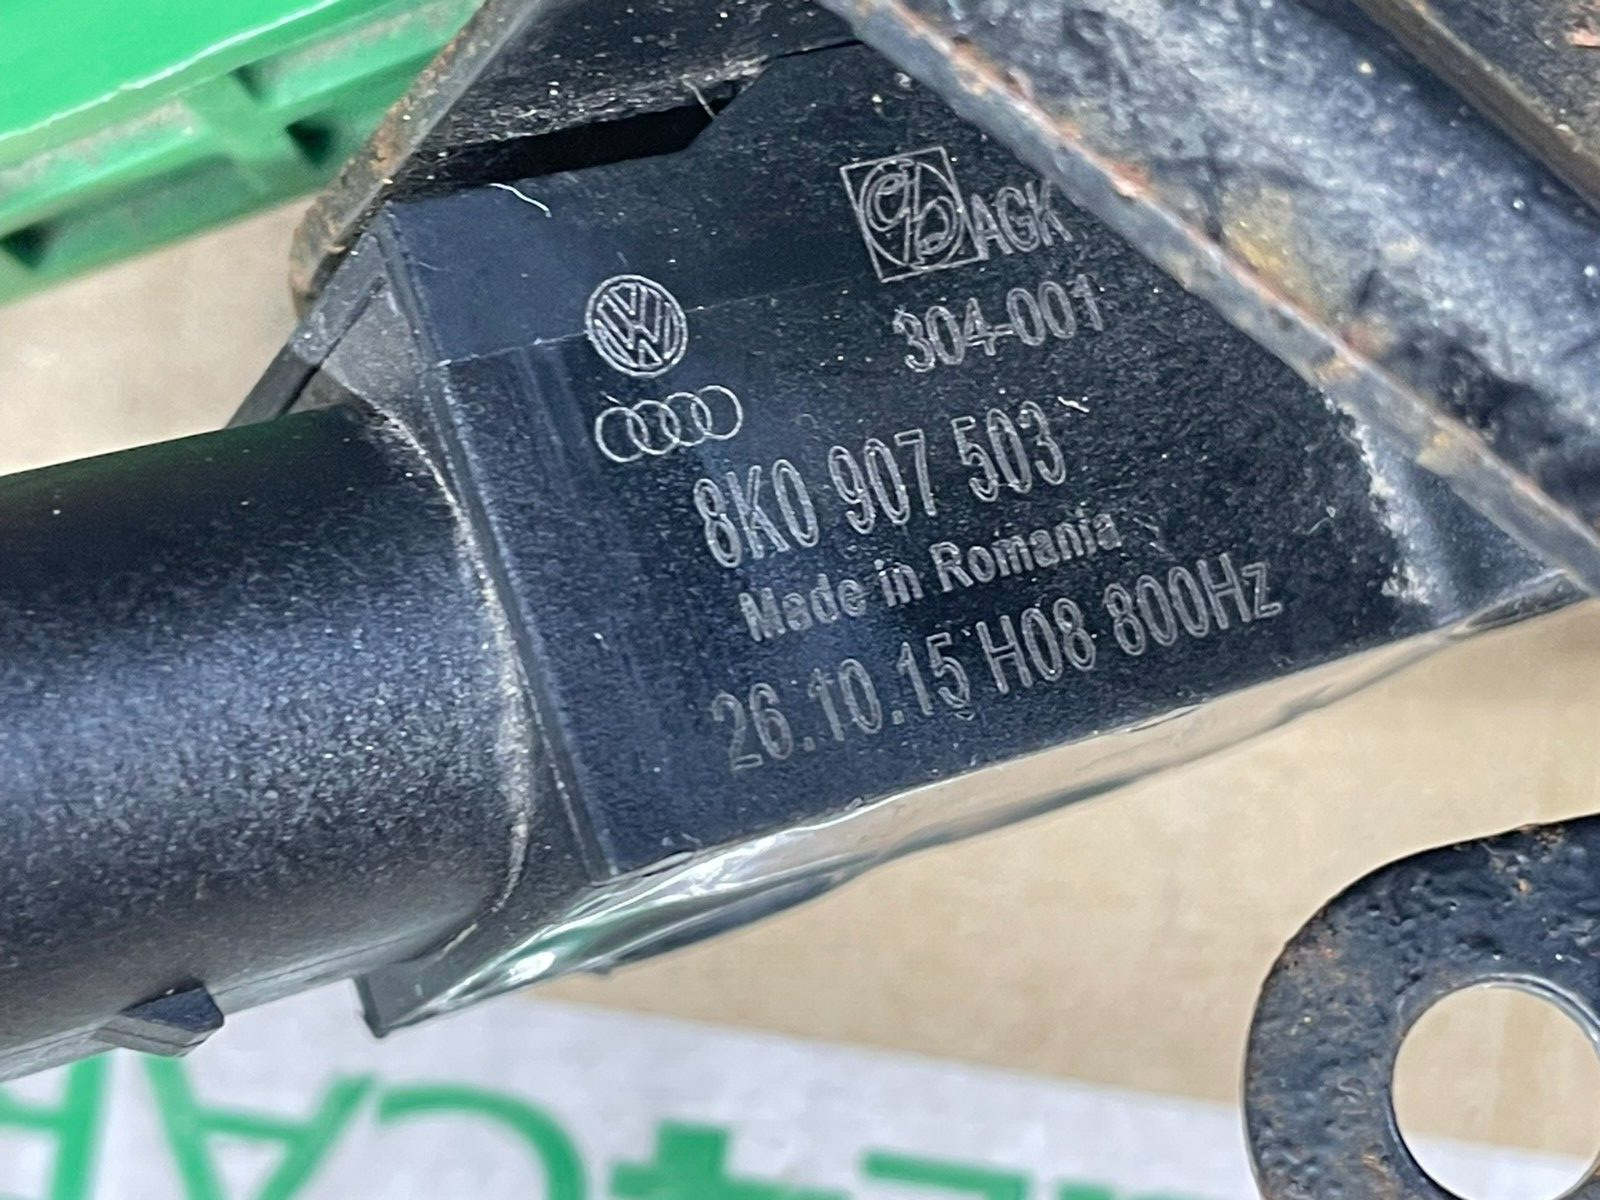 AGK
304-001
8K0 907 503
Made in Romania
26.10.15 H08 800Hz